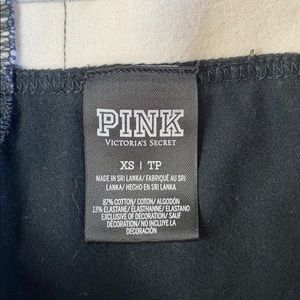 PINK
VICTORIA'S SECRET
XS | TP
MADE IN SRI LANKA/ FABRIQUÉ AU SRI
LANKA/ HECHO EN SRI LANKA
87% COTTON/ COTON/ ALGODÓN
13% ELASTANE/ ÉLASTHANNE/ ELASTANO
EXCLUSIVE OF DECORATION/ SAUF
DÉCORATION/ NO INCLUYE LA
DECORACIÓN